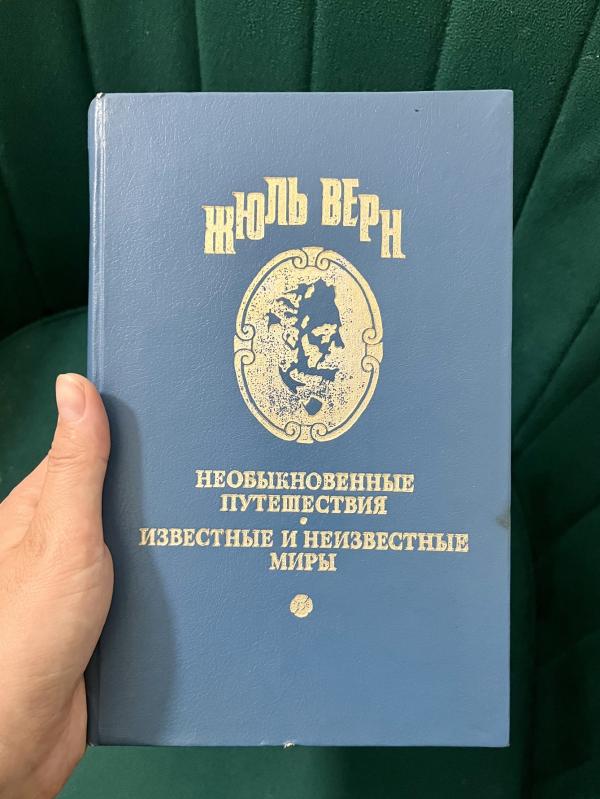 ЖЮЛЬ ВЕРН
НЕОБЫКНОВЕННЫЕ
ПУТЕШЕСТВИЯ
•
ИЗВЕСТНЫЕ И НЕИЗВЕСТНЫЕ
МИРЫ